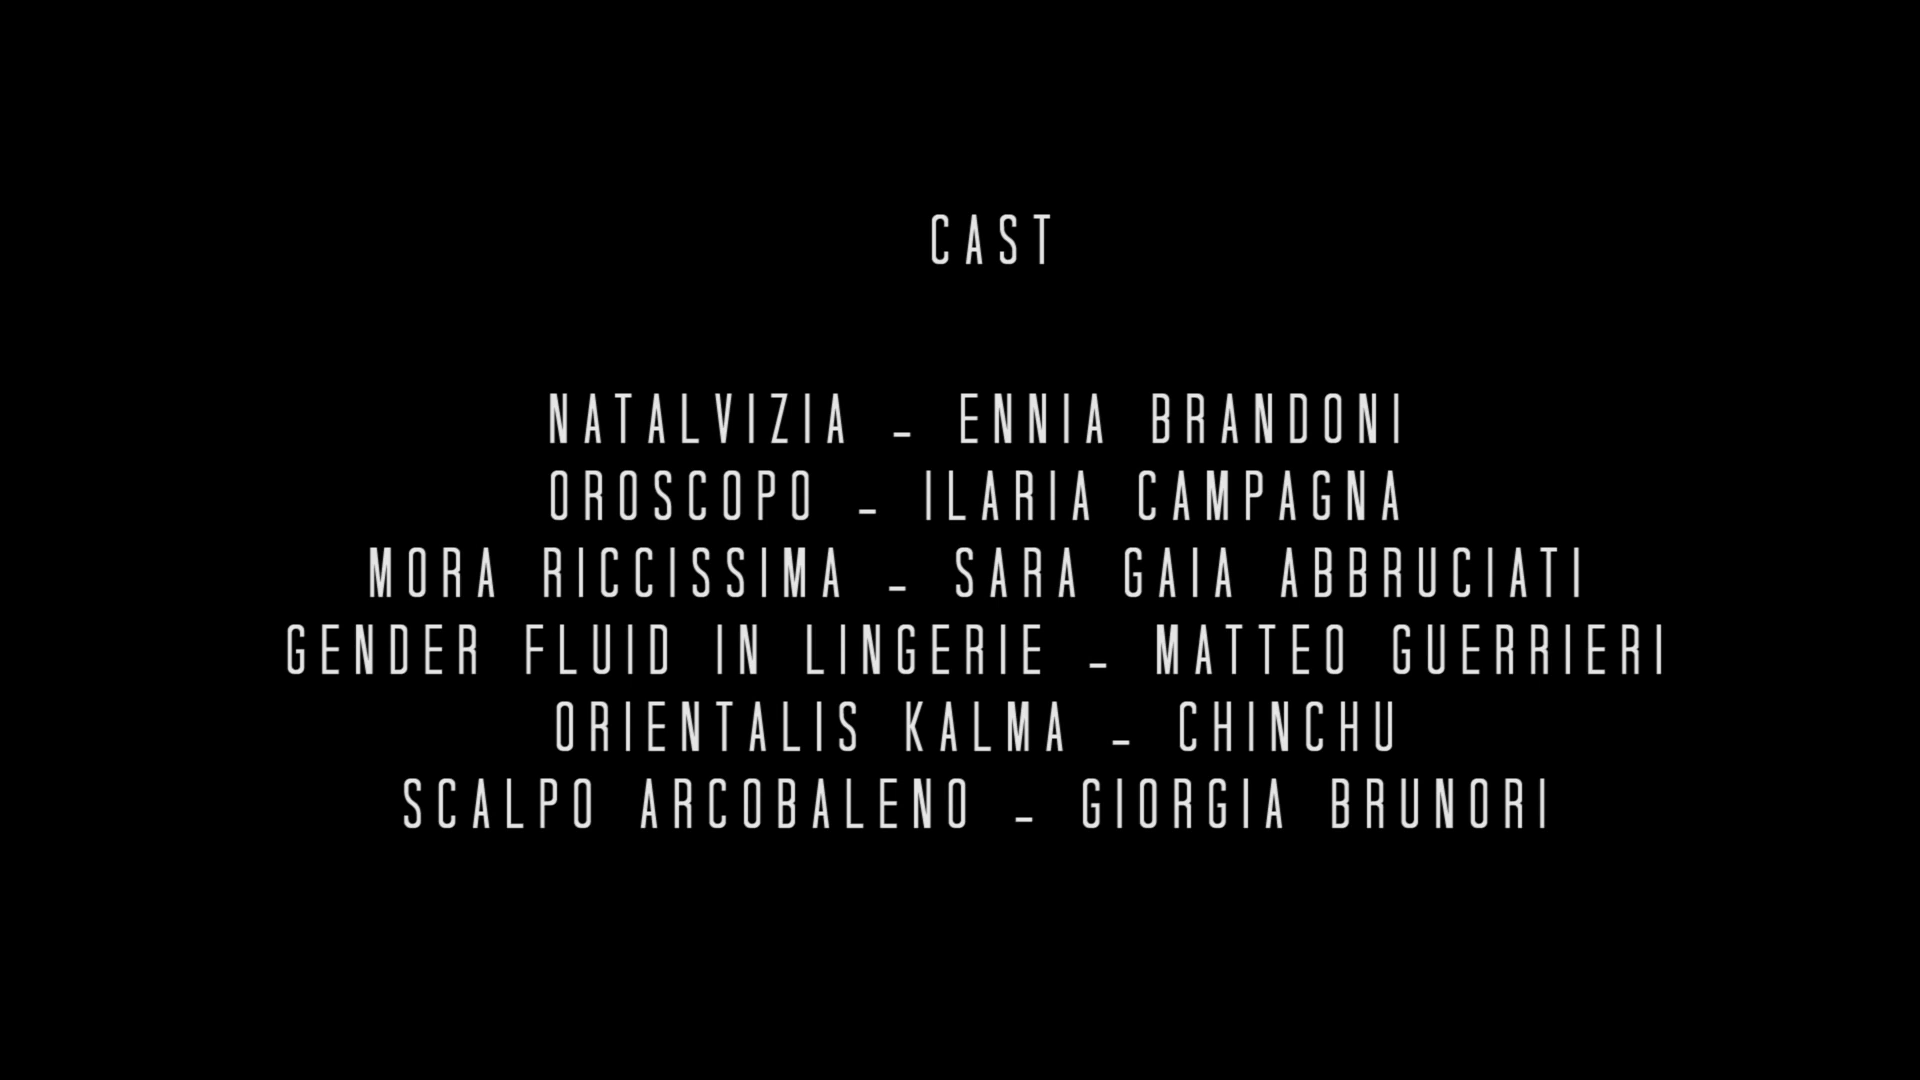 CAST
NATALVIZIA - ENNIA BRANDONI
OROSCOPO - ILARIA CAMPAGNA
MORA RICCISSIMA - SARA GAIA ABBRUCIATI
GENDER FLUID IN LINGERIE - MATTEO GUERRIERI
ORIENTALIS KALMA - CHINCHU
SCALPO ARCOBALENO - GIORGIA BRUNORI